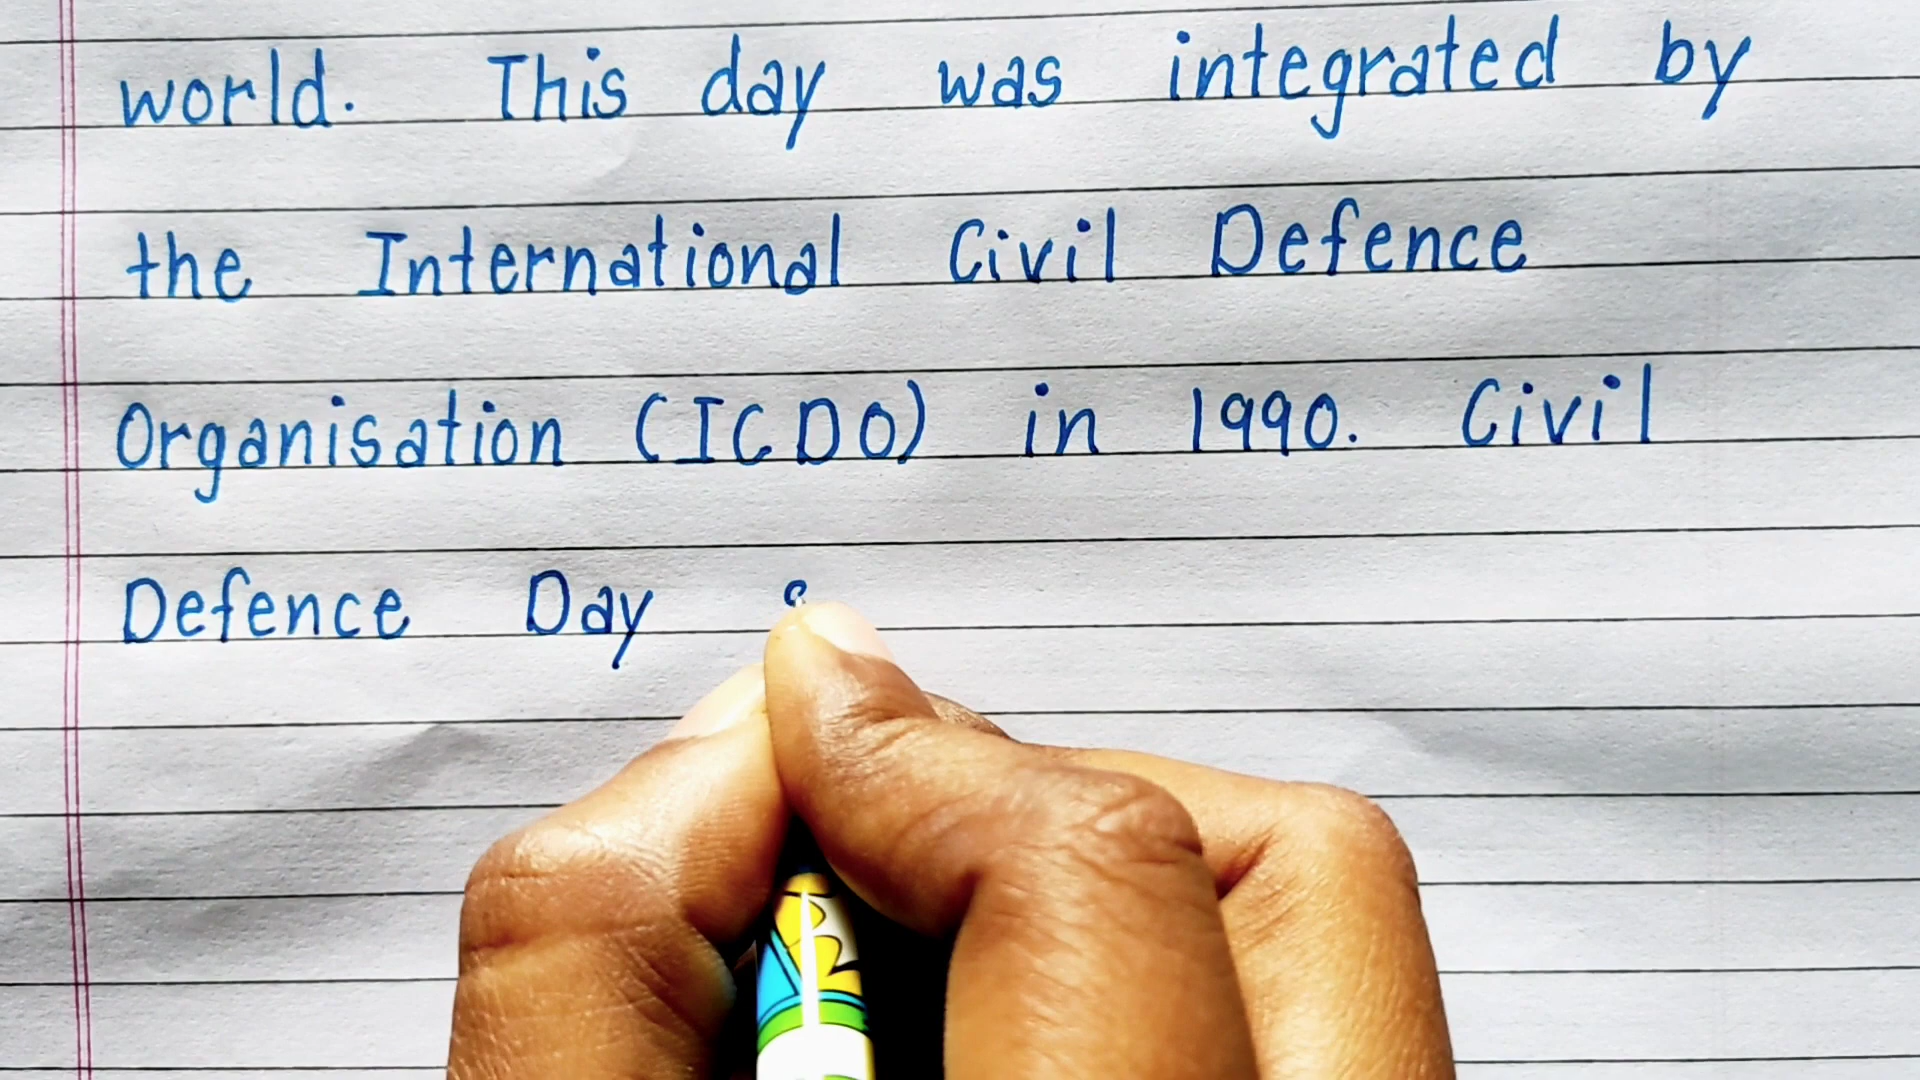 world. This day was integrated by
the International Civil Defence
Organisation (ICDO) in 1990. Civil
Defence Day